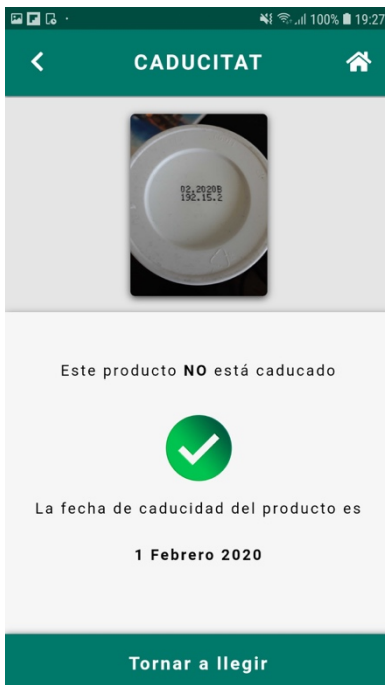 100% 19:27
CADUCITAT
02.2020B
192.15.2
Este producto NO está caducado
La fecha de caducidad del producto es
1 Febrero 2020
Tornar a llegir